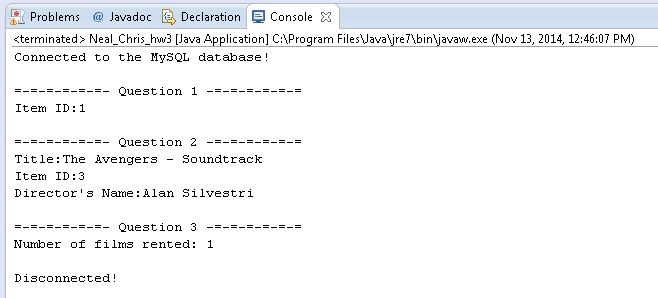 Problems @ Javadoc Declaration Console
<terminated> Neal_Chris_hw3 [Java Application] C:\Program Files\Java\jre7\bin\javaw.exe (Nov 13, 2014, 12:46:07 PM)
Connected to the MySQL database!
=-=-=-=-=-=- Question 1 -=-=-=-=-=
Item ID:1
=-=-=-=-=-=- Question 2 -=-=-=-=-=
Title:The Avengers - Soundtrack
Item ID:3
Director's Name:Alan Silvestri
=-=-=-=-=-=- Question 3 -=-=-=-=-=
Number of films rented: 1
Disconnected!